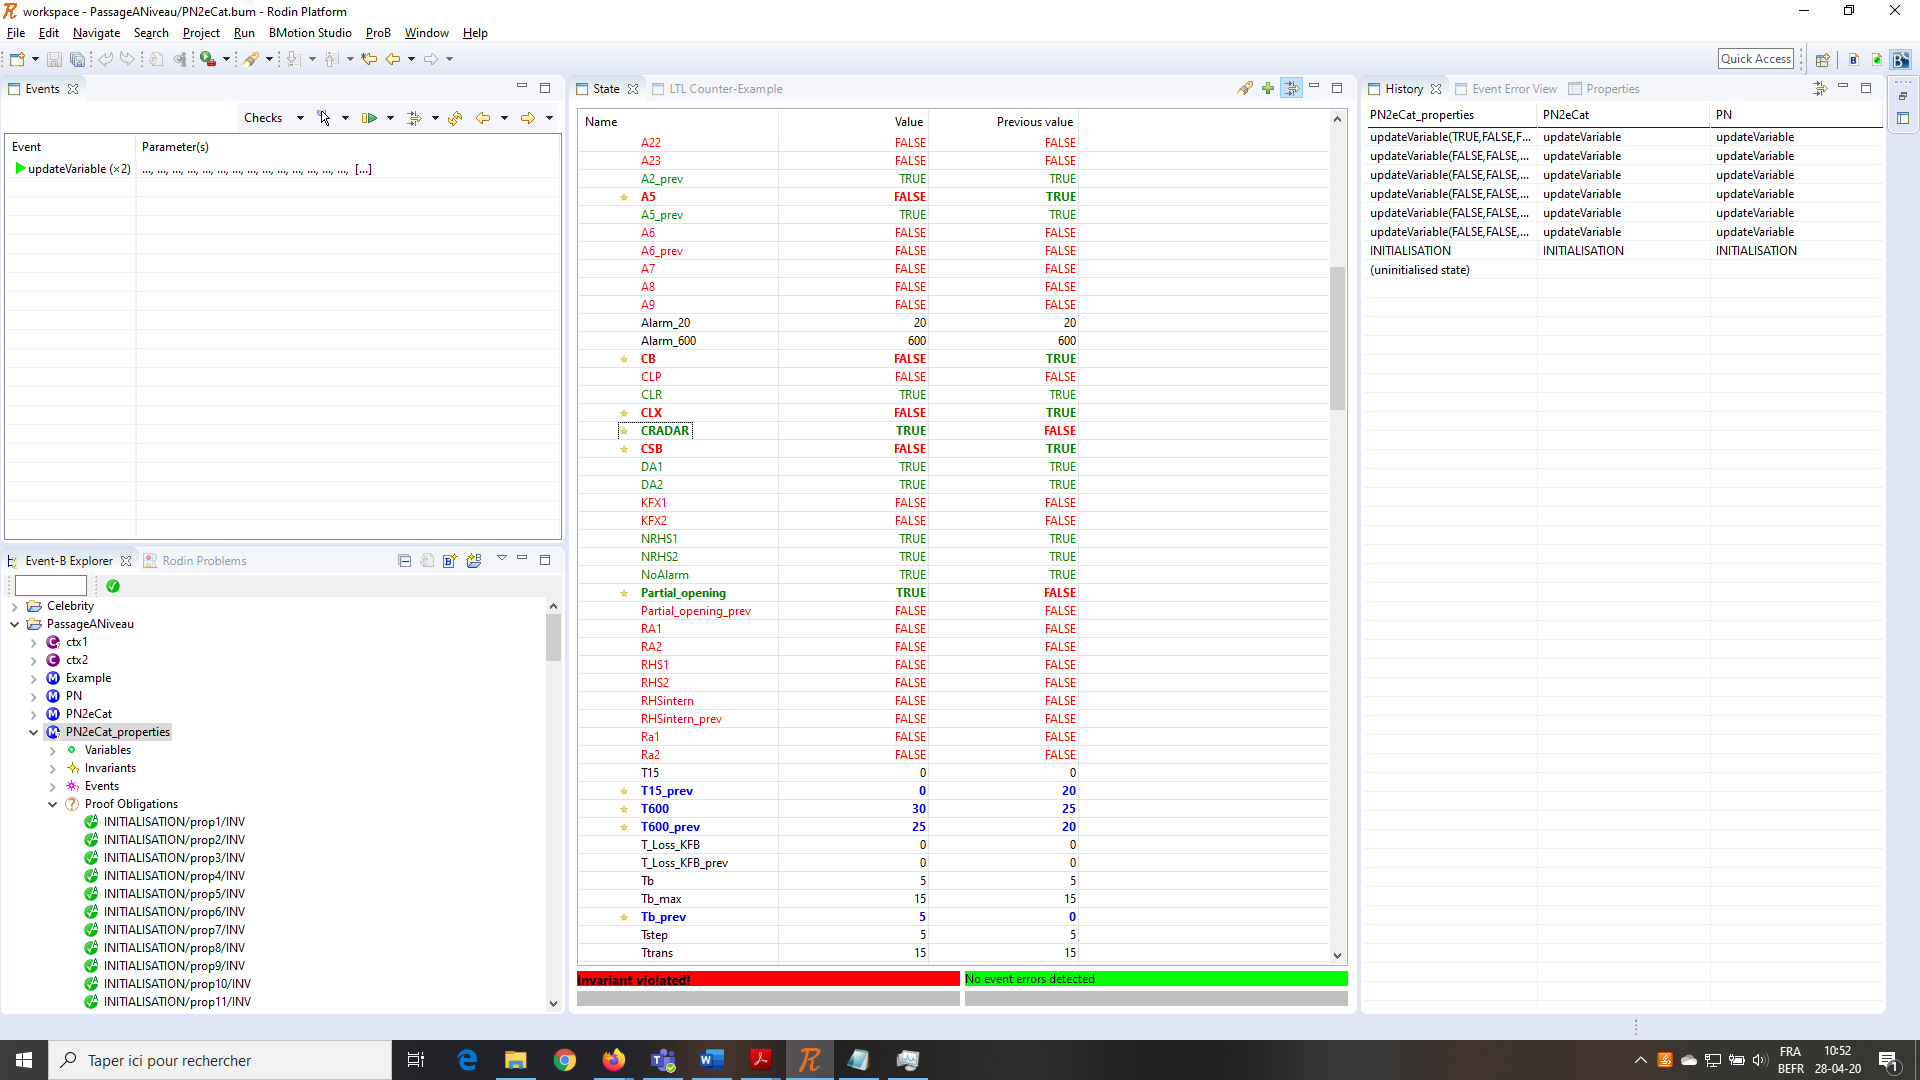 workspace - PassageANiveau/PN2eCat.bum - Rodin Platform
File Edit Navigate Search Project Run BMotion Studio ProB Window Help
Quick Access
Events
Checks
Event Parameter(s)
updateVariable (×2) ..., ..., ..., ..., ..., ..., ..., ..., ..., ..., ..., ..., ..., ..., [...]
Event-B Explorer Rodin Problems
Celebrity
PassageANiveau
ctx1
ctx2
Example
PN
PN2eCat
PN2eCat_properties
Variables
Invariants
Events
Proof Obligations
INITIALISATION/prop1/INV
INITIALISATION/prop2/INV
INITIALISATION/prop3/INV
INITIALISATION/prop4/INV
INITIALISATION/prop5/INV
INITIALISATION/prop6/INV
INITIALISATION/prop7/INV
INITIALISATION/prop8/INV
INITIALISATION/prop9/INV
INITIALISATION/prop10/INV
INITIALISATION/prop11/INV
State LTL Counter-Example
Name Value Previous value
A22 FALSE FALSE
A23 FALSE FALSE
A2_prev TRUE TRUE
A5 FALSE TRUE
A5_prev TRUE TRUE
A6 FALSE FALSE
A6_prev FALSE FALSE
A7 FALSE FALSE
A8 FALSE FALSE
A9 FALSE FALSE
Alarm_20 20 20
Alarm_600 600 600
CB FALSE TRUE
CLP FALSE FALSE
CLR TRUE TRUE
CLX FALSE TRUE
CRADAR TRUE FALSE
CSB FALSE TRUE
DA1 TRUE TRUE
DA2 TRUE TRUE
KFX1 FALSE FALSE
KFX2 FALSE FALSE
NRHS1 TRUE TRUE
NRHS2 TRUE TRUE
NoAlarm TRUE TRUE
Partial_opening TRUE FALSE
Partial_opening_prev FALSE FALSE
RA1 FALSE FALSE
RA2 FALSE FALSE
RHS1 FALSE FALSE
RHS2 FALSE FALSE
RHSintern FALSE FALSE
RHSintern_prev FALSE FALSE
Ra1 FALSE FALSE
Ra2 FALSE FALSE
T15 0 0
T15_prev 0 20
T600 30 25
T600_prev 25 20
T_Loss_KFB 0 0
T_Loss_KFB_prev 0 0
Tb 5 5
Tb_max 15 15
Tb_prev 5 0
Tstep 5 5
Ttrans 15 15
Invariant violated! No event errors detected
History Event Error View Properties
PN2eCat_properties PN2eCat PN
updateVariable(TRUE,FALSE,F... updateVariable updateVariable
updateVariable(FALSE,FALSE,... updateVariable updateVariable
updateVariable(FALSE,FALSE,... updateVariable updateVariable
updateVariable(FALSE,FALSE,... updateVariable updateVariable
updateVariable(FALSE,FALSE,... updateVariable updateVariable
updateVariable(FALSE,FALSE,... updateVariable updateVariable
INITIALISATION INITIALISATION INITIALISATION
(uninitialised state)
Taper ici pour rechercher
FRA 10:52
BEFR 28-04-20
1